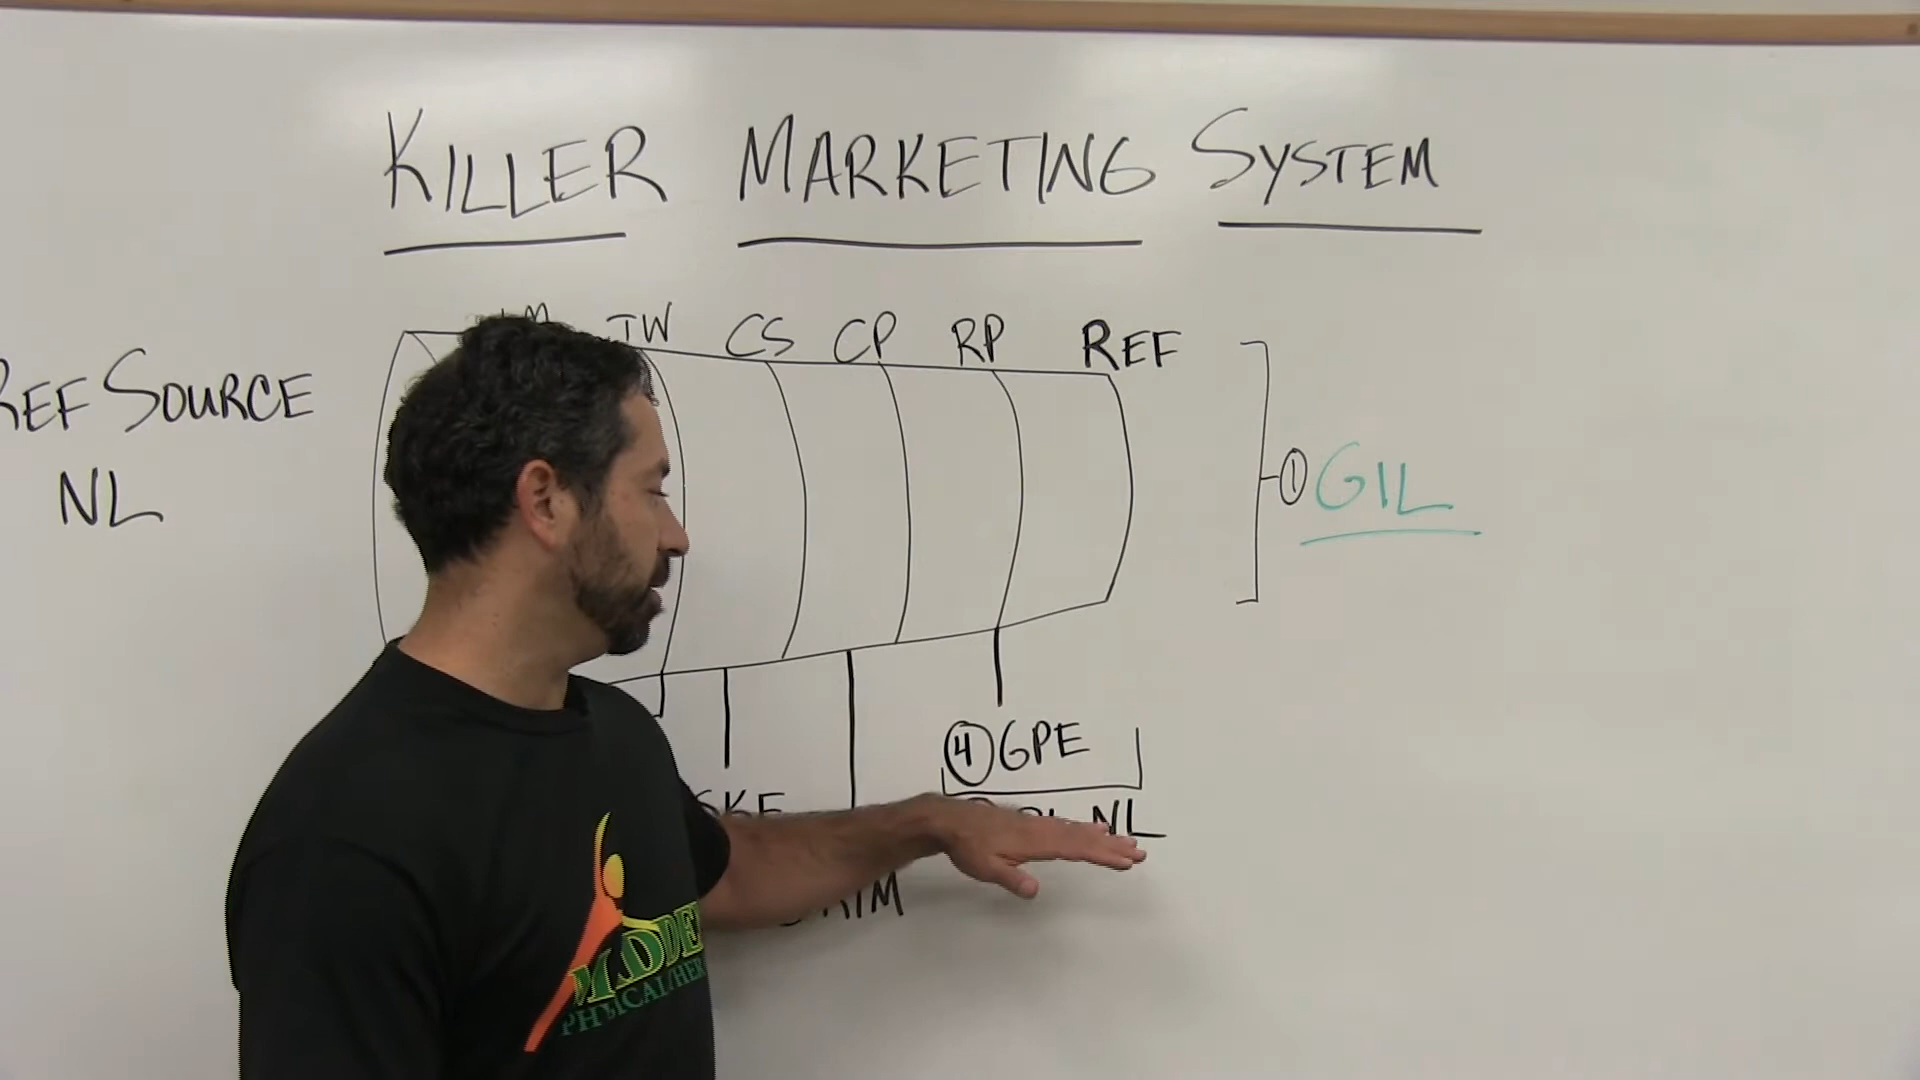 KILLER MARKETING SYSTEM
TW CS CP RP REF
REF SOURCE
NL
① GIL
④ GPE
NL